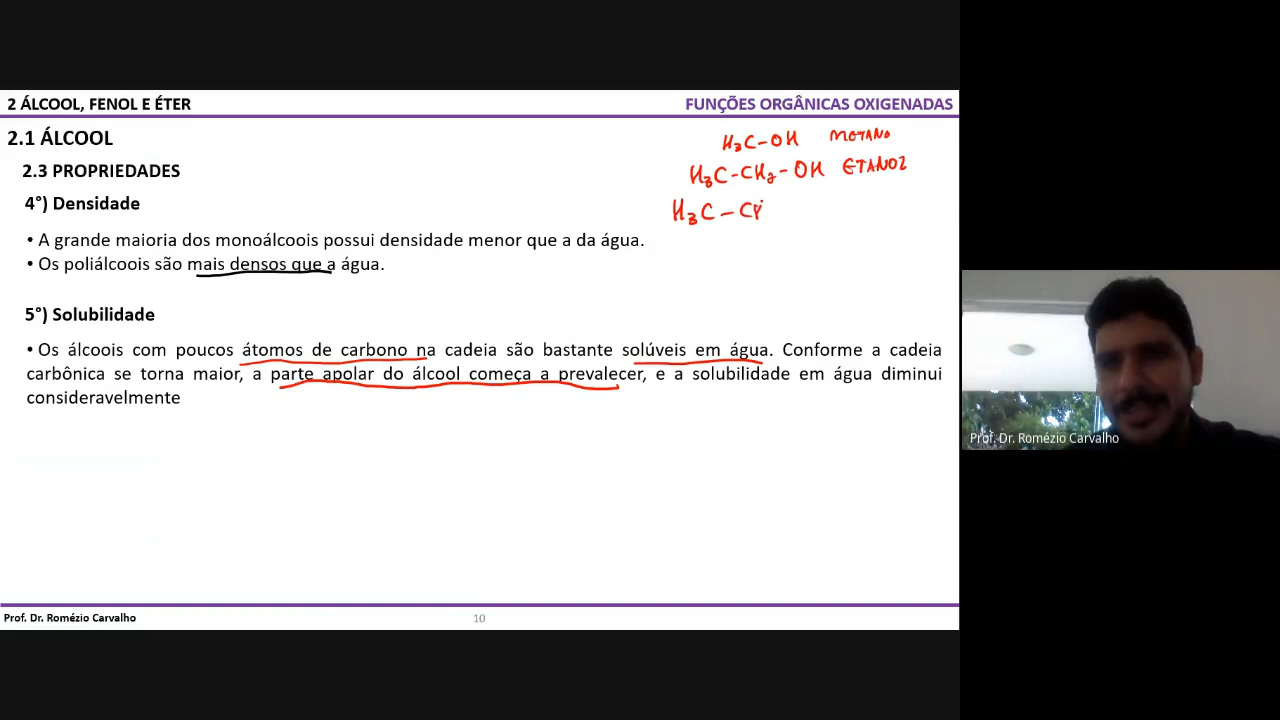 2 ÁLCOOL, FENOL E ÉTER
FUNÇÕES ORGÂNICAS OXIGENADAS
2.1 ÁLCOOL
H₃C-OH METANO
2.3 PROPRIEDADES
H₃C-CH₂-OH ETANOL
4°) Densidade
H₃C-CH
• A grande maioria dos monoálcoois possui densidade menor que a da água.
• Os poliálcoois são mais densos que a água.
5°) Solubilidade
• Os álcoois com poucos átomos de carbono na cadeia são bastante solúveis em água. Conforme a cadeia
carbônica se torna maior, a parte apolar do álcool começa a prevalecer, e a solubilidade em água diminui
consideravelmente
Prof. Dr. Romézio Carvalho
Prof. Dr. Romézio Carvalho
10